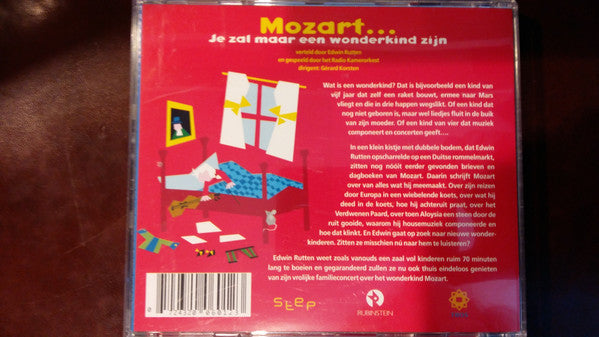 Mozart...
Je zal maar een wonderkind zijn
verteld door Edwin Rutten
en gespeeld door het Radio Kamerorkest
dirigent: Gérard Korsten
Wat is een wonderkind? Dat is bijvoorbeeld een kind van
vijf jaar dat zelf een raket bouwt, ermee naar Mars
vliegt en die in drie happen wegslikt. Of een kind dat
nog niet geboren is, maar wel liedjes fluit in de buik
van zijn moeder. Of een kind van vier dat muziek
componeert en concerten geeft....
In een klein kistje met dubbele bodem, dat Edwin
Rutten opscharrelde op een Duitse rommelmarkt,
zitten nog nóóit eerder gevonden brieven en
dagboeken van Mozart. Daarin schrijft Mozart
over van alles wat hij meemaakt. Over zijn reizen
door Europa in een wiebelende koets, over wat hij
deed in de koets, hoe hij achteruit praat, over het
Verdwenen Paard, over toen Aloysia een steen door de
ruit gooide, waarom hij housemuziek componeerde en
hoe dat klinkt. En Edwin gaat op zoek naar nieuwe wonder-
kinderen. Zitten ze misschien nú naar hem te luisteren?
Edwin Rutten weet zoals vanouds een zaal vol kinderen ruim 70 minuten
lang te boeien en gegarandeerd zullen ze nu ook thuis eindeloos genieten
van zijn vrolijke familieconcert over het wonderkind Mozart.
step
RUBINSTEIN